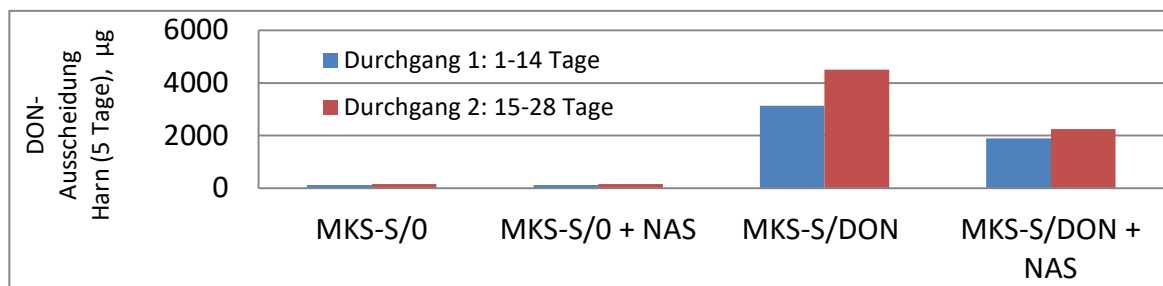 DON-
Ausscheidung
Harn (5 Tage), µg
6000
4000
2000
0
Durchgang 1: 1-14 Tage
Durchgang 2: 15-28 Tage
MKS-S/0
MKS-S/0 + NAS
MKS-S/DON
MKS-S/DON +
NAS